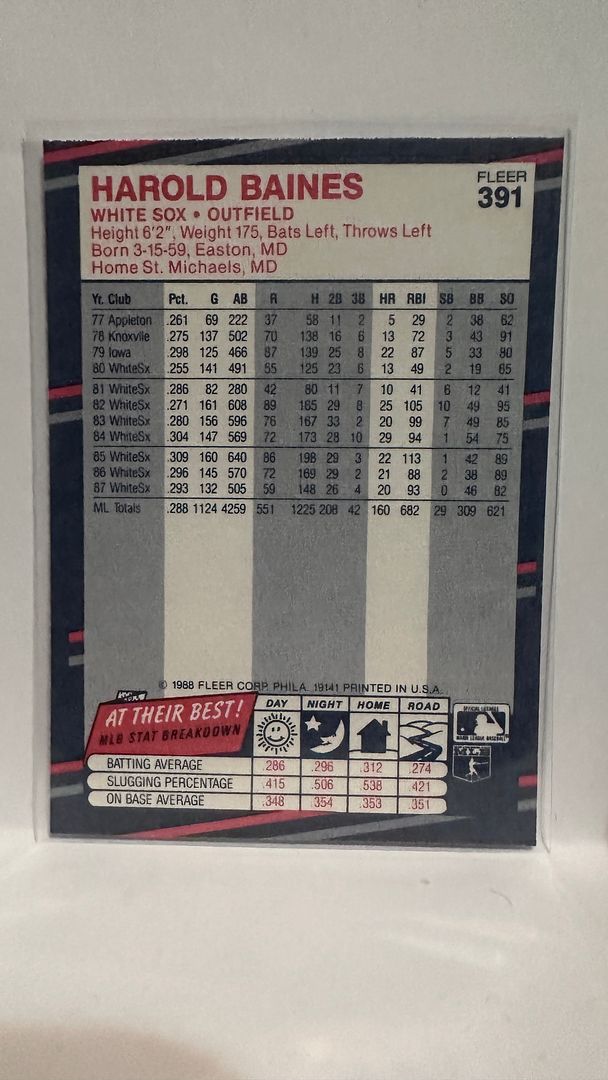 HAROLD BAINES
FLEER
391
WHITE SOX • OUTFIELD
Height 6'2", Weight 175, Bats Left, Throws Left
Born 3-15-59, Easton, MD
Home St. Michaels, MD
Yr. Club Pct. G AB R H 2B 3B HR RBI SB BB SO
77 Appleton .261 69 222 37 58 11 2 5 29 2 38 62
78 Knoxvlle .275 137 502 70 138 16 6 13 72 3 43 91
79 Iowa .298 125 466 87 139 25 8 22 87 5 33 80
80 WhiteSx .255 141 491 55 125 23 6 13 49 2 19 65
81 WhiteSx .286 82 280 42 80 11 7 10 41 6 12 41
82 WhiteSx .271 161 608 89 165 29 8 25 105 10 49 95
83 WhiteSx .280 156 596 76 167 33 2 20 99 7 49 85
84 WhiteSx .304 147 569 72 173 28 10 29 94 1 54 75
85 WhiteSx .309 160 640 86 198 29 3 22 113 1 42 89
86 WhiteSx .296 145 570 72 169 29 2 21 88 2 38 89
87 WhiteSx .293 132 505 59 148 26 4 20 93 0 46 82
ML Totals .288 1124 4259 551 1225 208 42 160 682 29 309 621
© 1988 FLEER CORP. PHILA. 19141 PRINTED IN U.S.A.
AT THEIR BEST!
MLB STAT BREAKDOWN
DAY NIGHT HOME ROAD
BATTING AVERAGE .286 .296 .312 .274
SLUGGING PERCENTAGE .415 .506 .538 .421
ON BASE AVERAGE .348 .354 .353 .351
MAJOR LEAGUE BASEBALL